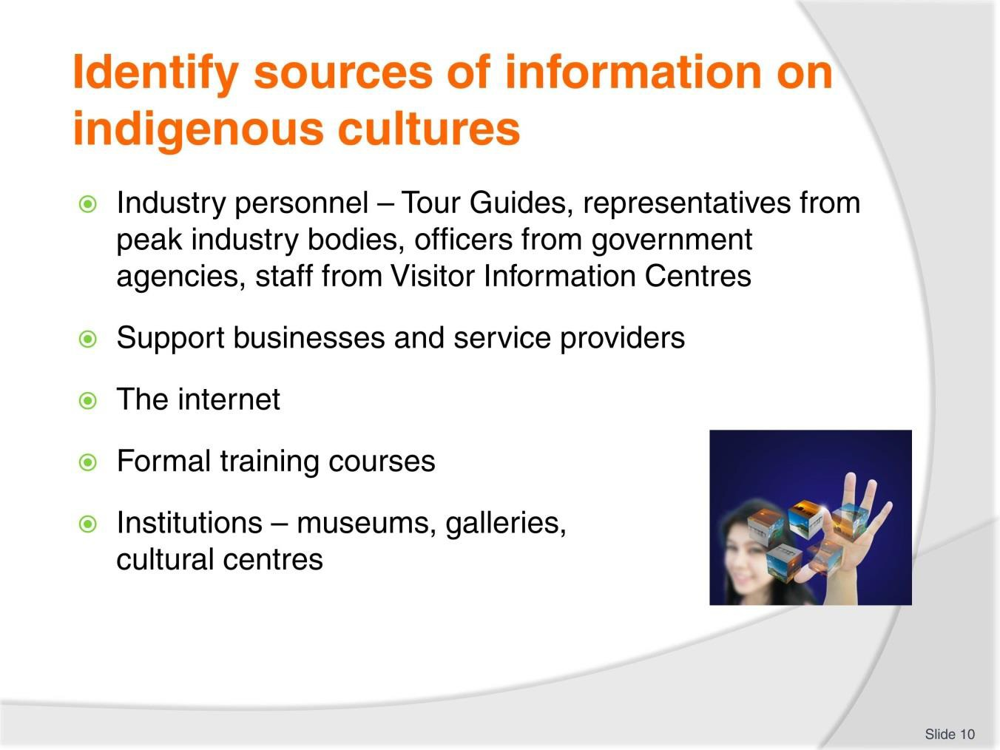 Identify sources of information on
indigenous cultures
Industry personnel – Tour Guides, representatives from
peak industry bodies, officers from government
agencies, staff from Visitor Information Centres
Support businesses and service providers
The internet
Formal training courses
Institutions – museums, galleries,
cultural centres
Slide 10